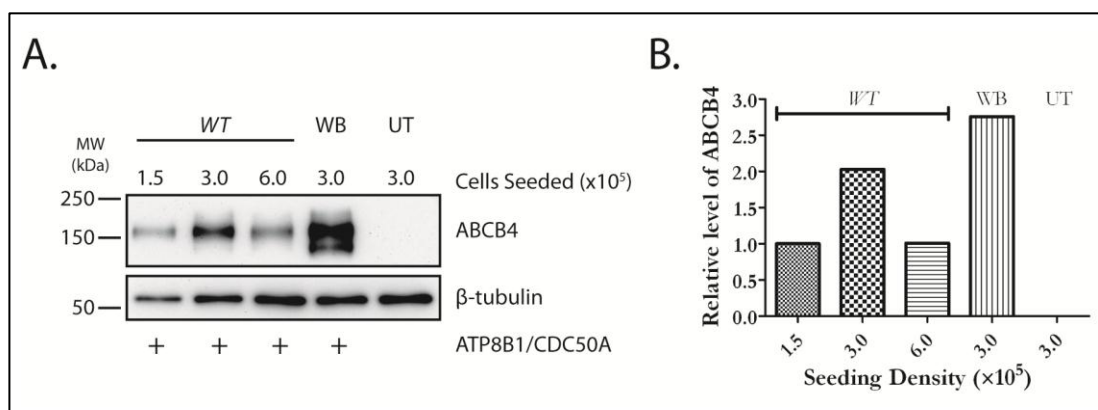 A.
WT WB UT
MW
(kDa)
1.5 3.0 6.0 3.0 3.0 Cells Seeded (x10⁵)
250
150
ABCB4
50
β-tubulin
+ + + + ATP8B1/CDC50A
B.
WT WB UT
3.0
2.5
2.0
1.5
1.0
0.5
0.0
Relative level of ABCB4
1.5 3.0 6.0 3.0 3.0
Seeding Density (×10⁵)